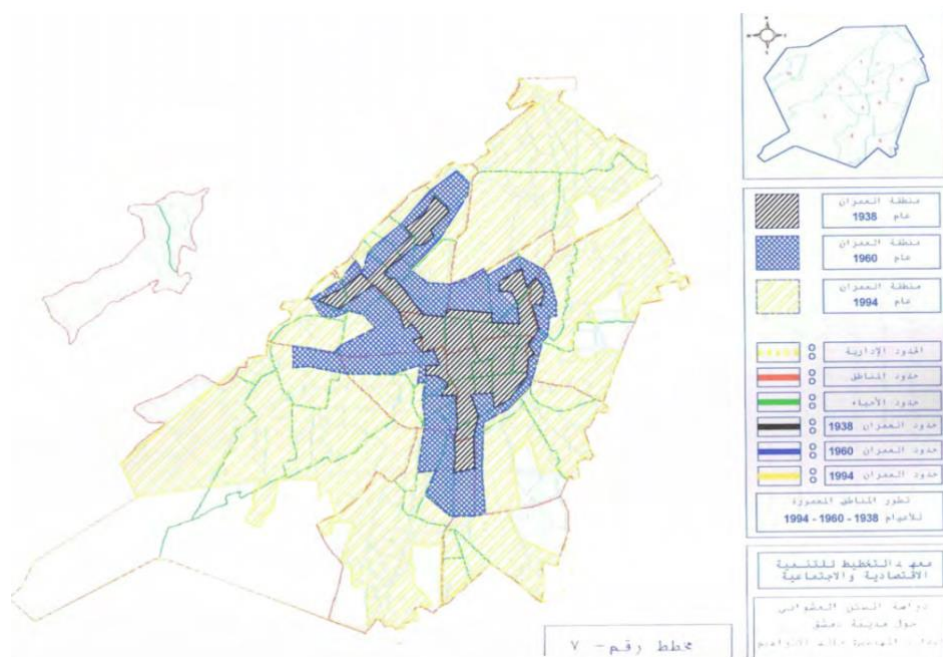 منطقة العمران
عام 1938
منطقة العمران
عام 1960
منطقة العمران
عام 1994
الحدود الإدارية
حدود المناطق
حدود الأحياء
حدود العمران 1938
حدود العمران 1960
حدود العمران 1994
تطور المناطق المعمورة
للأعوام 1938 - 1960 - 1994
معهد التخطيط للتنمية
الاقتصادية والاجتماعية
دراسة السكن العشوائي
حول مدينة دمشق
مخطط رقم - ٧